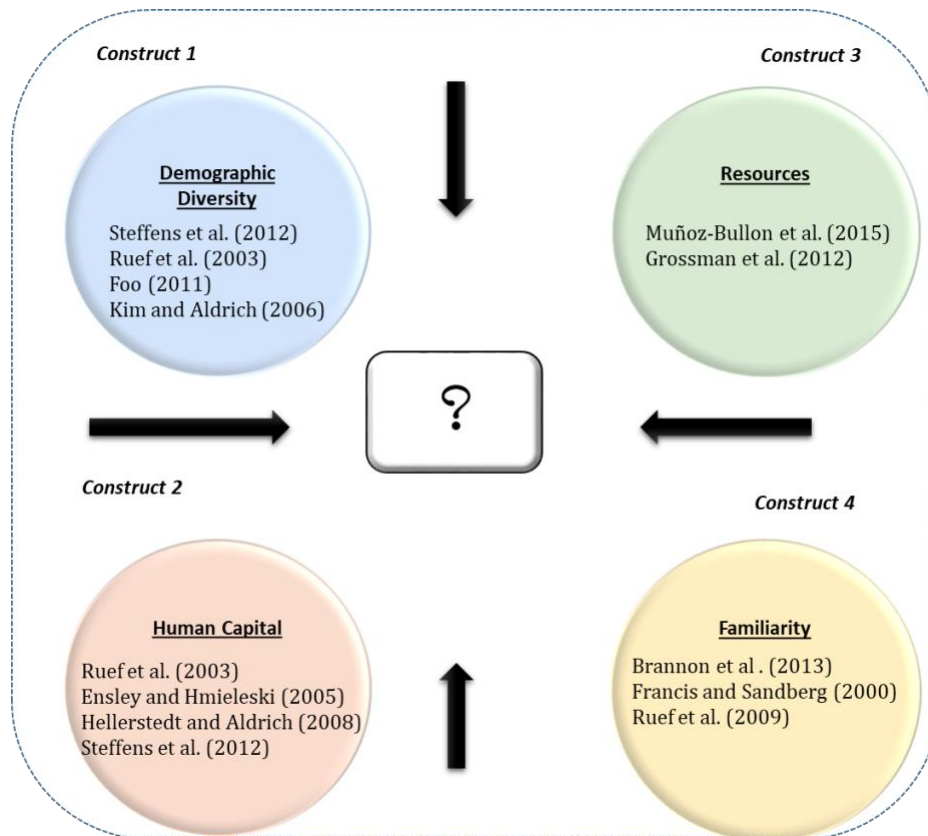 Construct 1
Demographic
Diversity
Steffens et al. (2012)
Ruef et al. (2003)
Foo (2011)
Kim and Aldrich (2006)
Construct 3
Resources
Muñoz-Bullon et al. (2015)
Grossman et al. (2012)
?
Construct 2
Human Capital
Ruef et al. (2003)
Ensley and Hmieleski (2005)
Hellerstedt and Aldrich (2008)
Steffens et al. (2012)
Construct 4
Familiarity
Brannon et al . (2013)
Francis and Sandberg (2000)
Ruef et al. (2009)